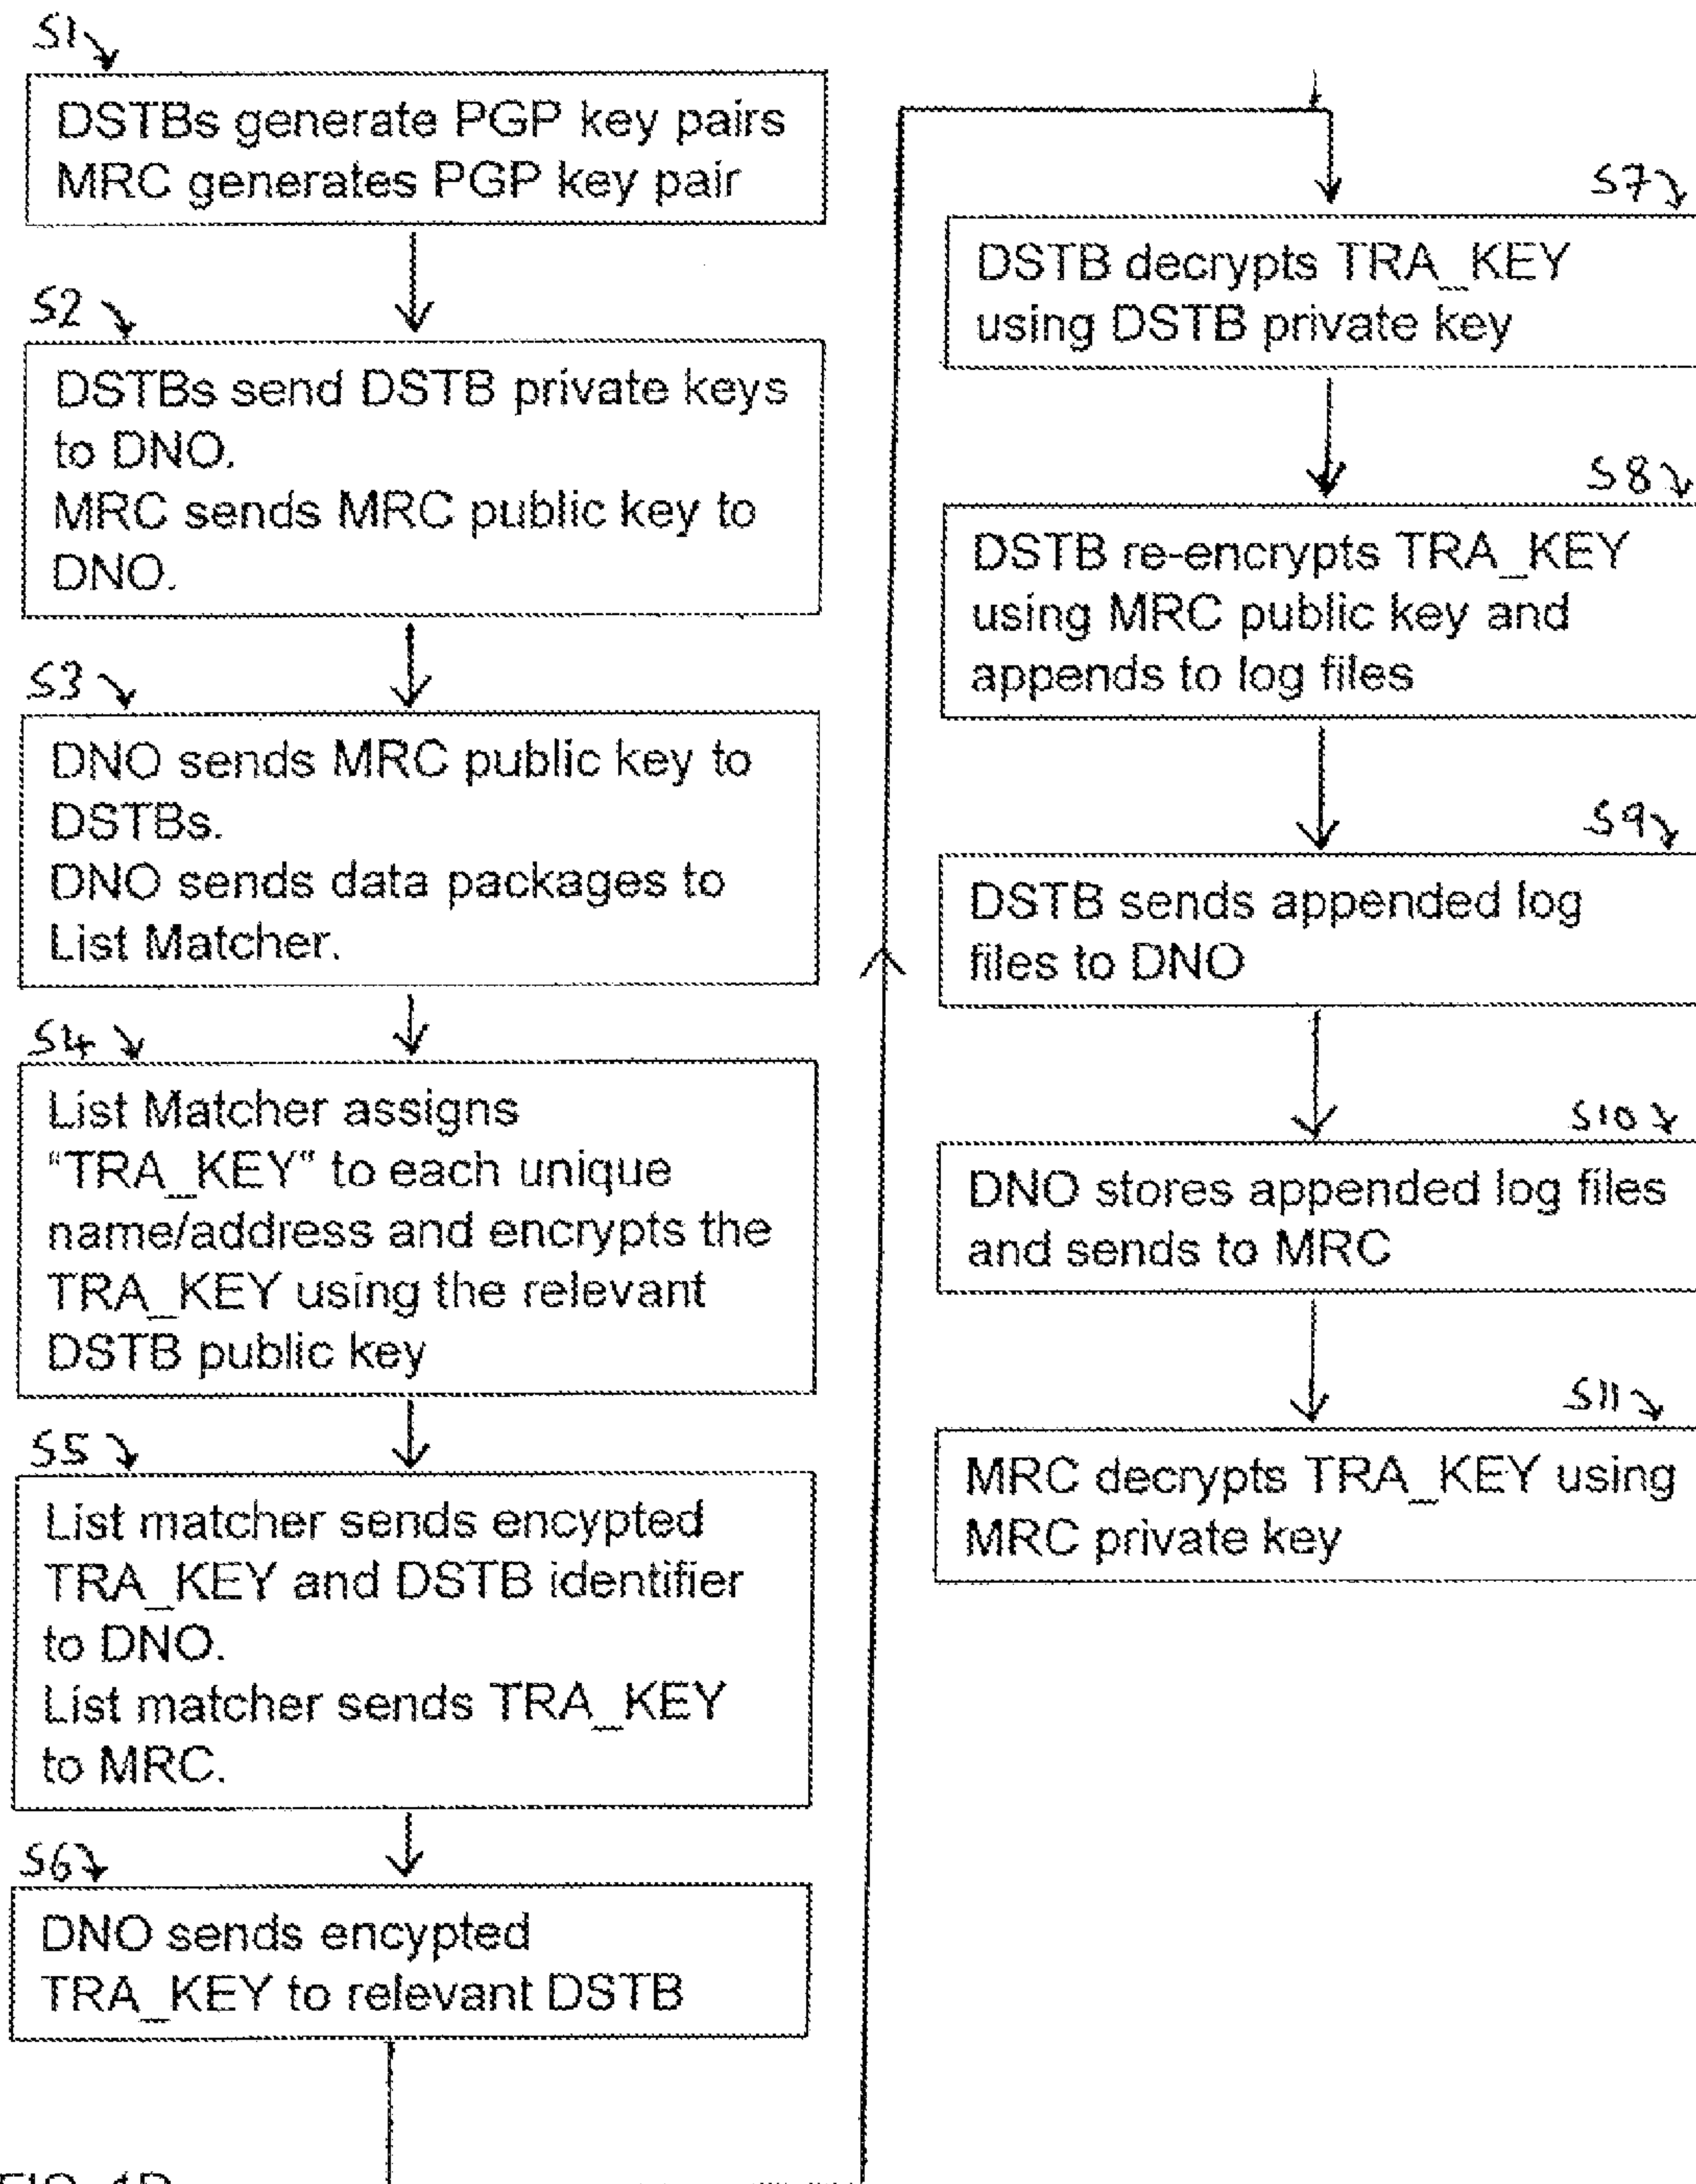 S1
DSTBs generate PGP key pairs
MRC generates PGP key pair
S2
DSTBs send DSTB private keys
to DNO.
MRC sends MRC public key to
DNO.
S3
DNO sends MRC public key to
DSTBs.
DNO sends data packages to
List Matcher.
S4
List Matcher assigns
"TRA_KEY" to each unique
name/address and encrypts the
TRA_KEY using the relevant
DSTB public key
S5
List matcher sends encypted
TRA_KEY and DSTB identifier
to DNO.
List matcher sends TRA_KEY
to MRC.
S6
DNO sends encypted
TRA_KEY to relevant DSTB
S7
DSTB decrypts TRA_KEY
using DSTB private key
S8
DSTB re-encrypts TRA_KEY
using MRC public key and
appends to log files
S9
DSTB sends appended log
files to DNO
S10
DNO stores appended log files
and sends to MRC
S11
MRC decrypts TRA_KEY using
MRC private key